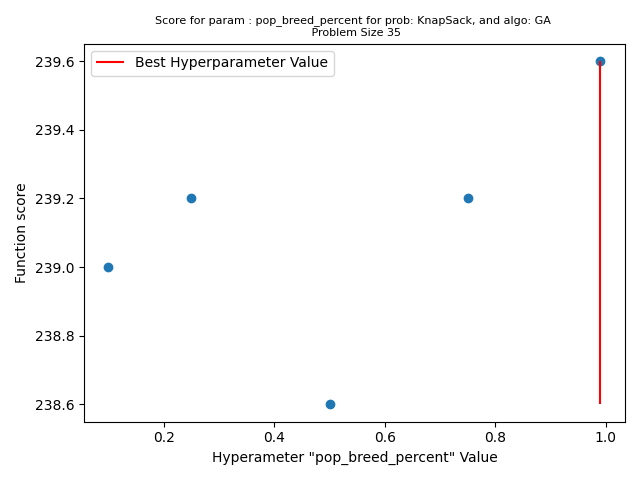 Score for param : pop_breed_percent for prob: KnapSack, and algo: GA
Problem Size 35
Best Hyperparameter Value
239.6
239.4
239.2
239.0
238.8
238.6
Function score
0.2 0.4 0.6 0.8 1.0
Hyperameter "pop_breed_percent" Value